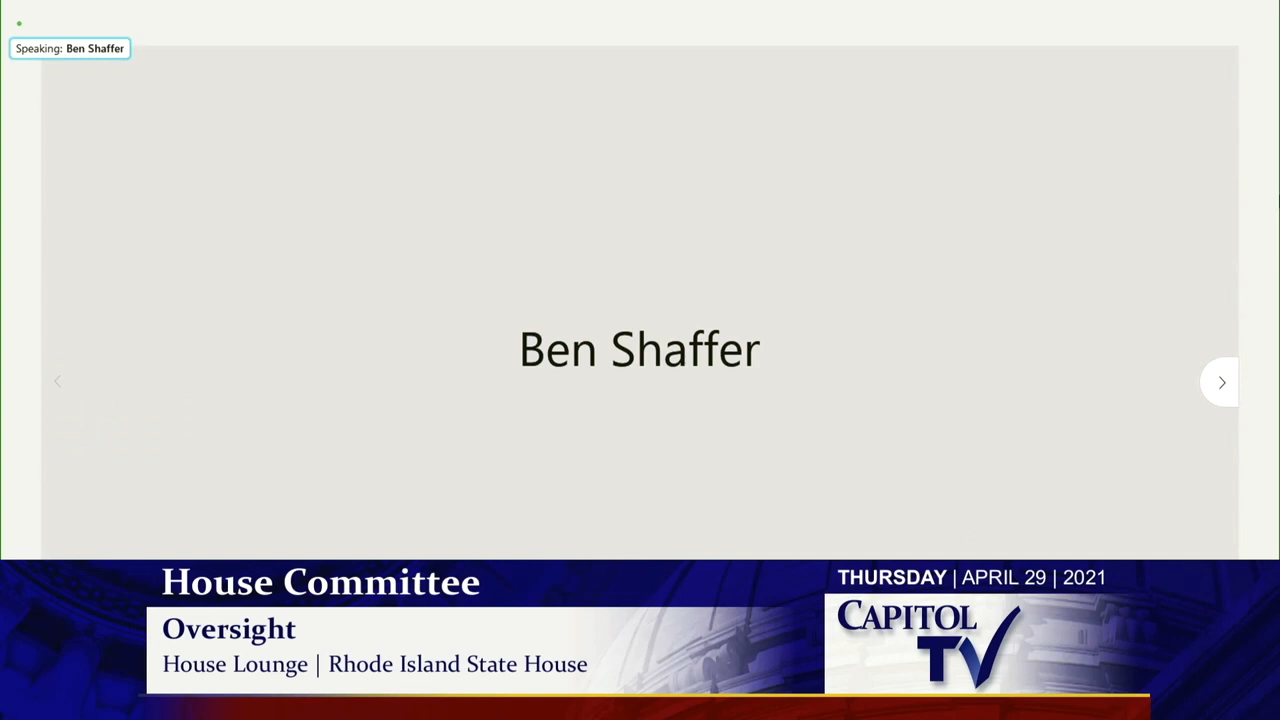 Speaking: Ben Shaffer
Ben Shaffer
House Committee
Oversight
House Lounge | Rhode Island State House
THURSDAY | APRIL 29 | 2021
CAPITOL
TV